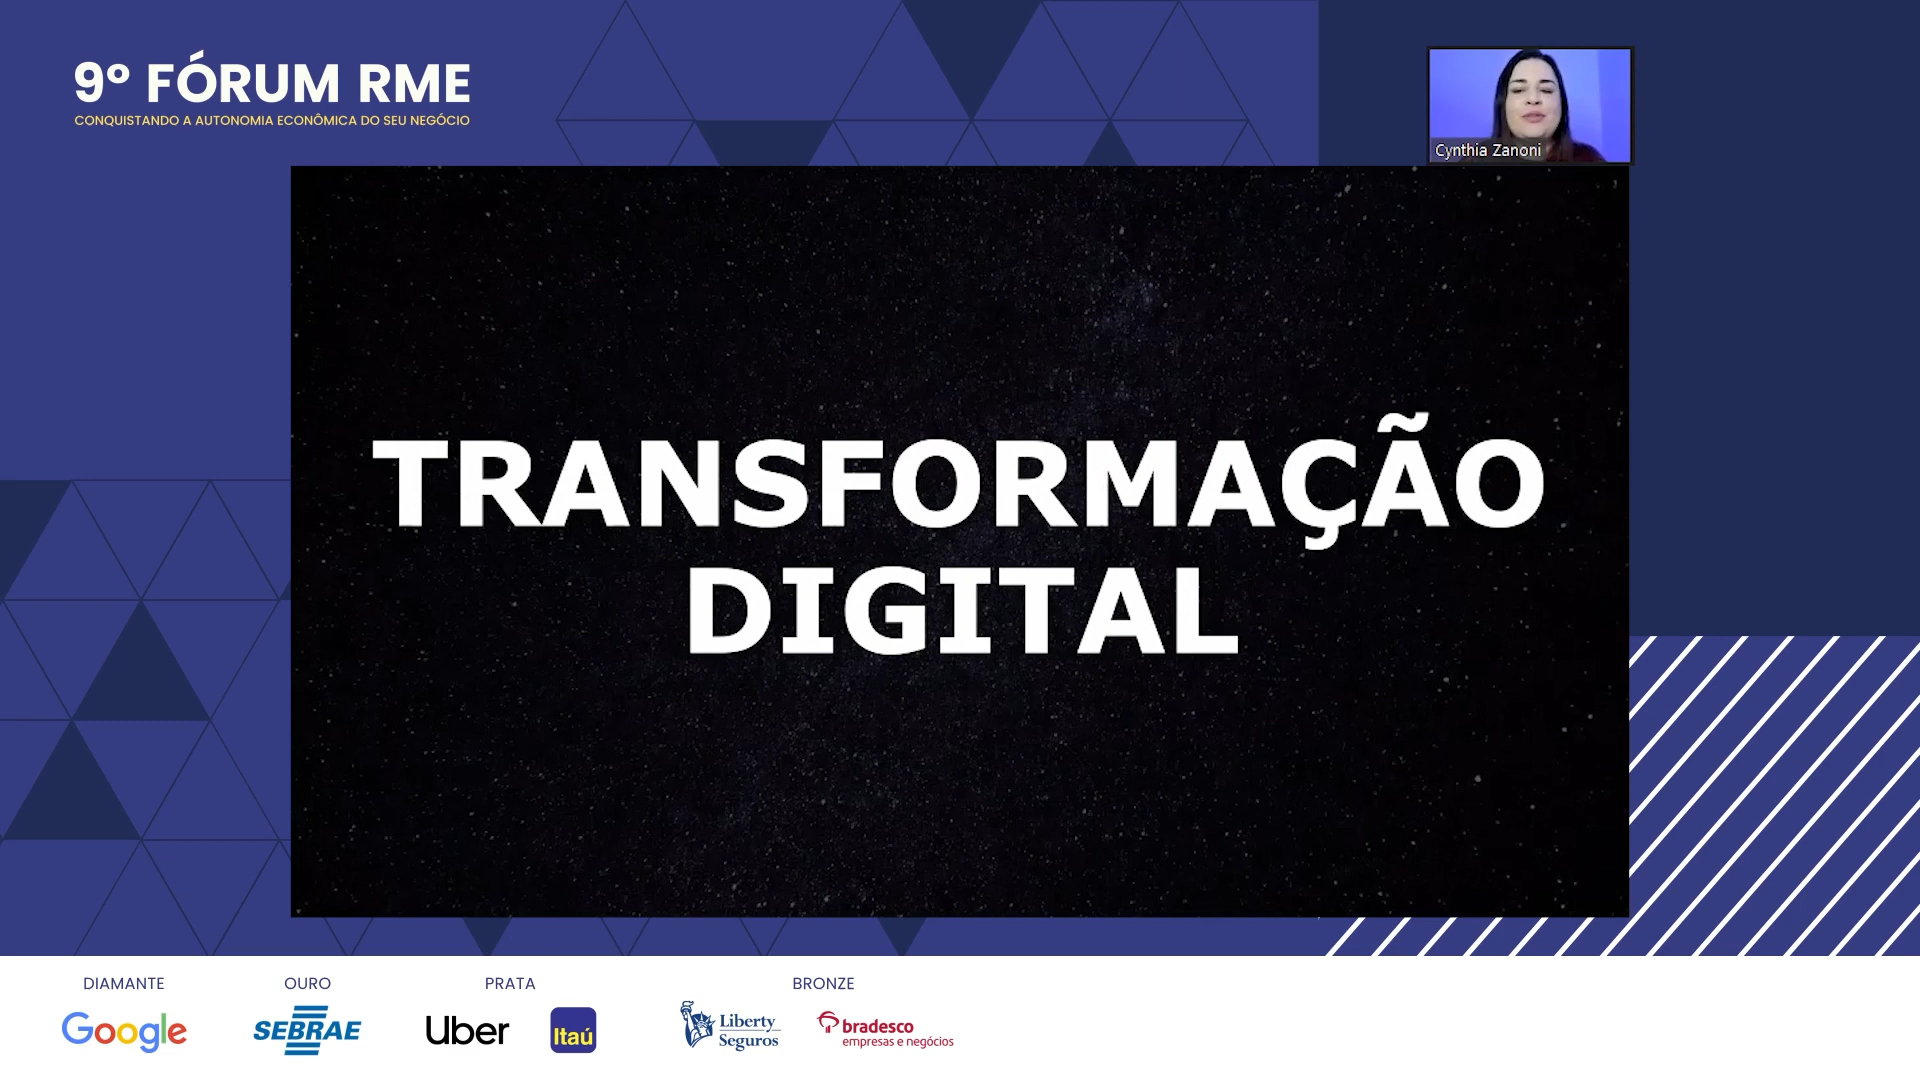 9º FÓRUM RME
CONQUISTANDO A AUTONOMIA ECONÔMICA DO SEU NEGÓCIO
Cynthia Zanoni
TRANSFORMAÇÃO
DIGITAL
DIAMANTE
OURO
PRATA
BRONZE
Google
SEBRAE
Uber
Itaú
Liberty
Seguros
bradesco
empresas e negócios